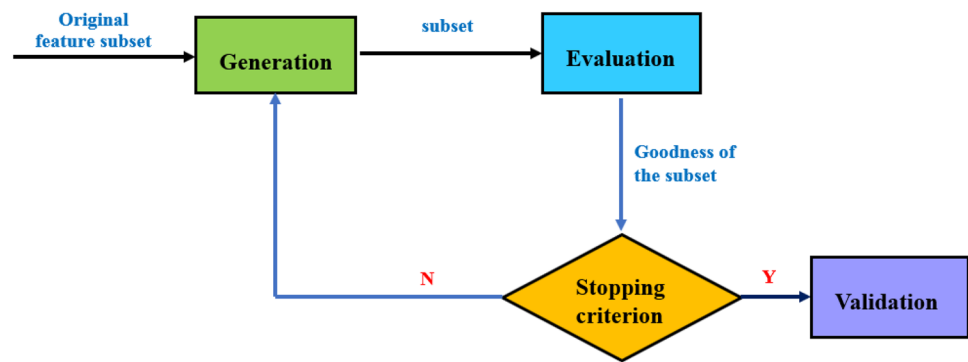 Original
feature subset
Generation
subset
Evaluation
Goodness of
the subset
N
Stopping
criterion
Y
Validation